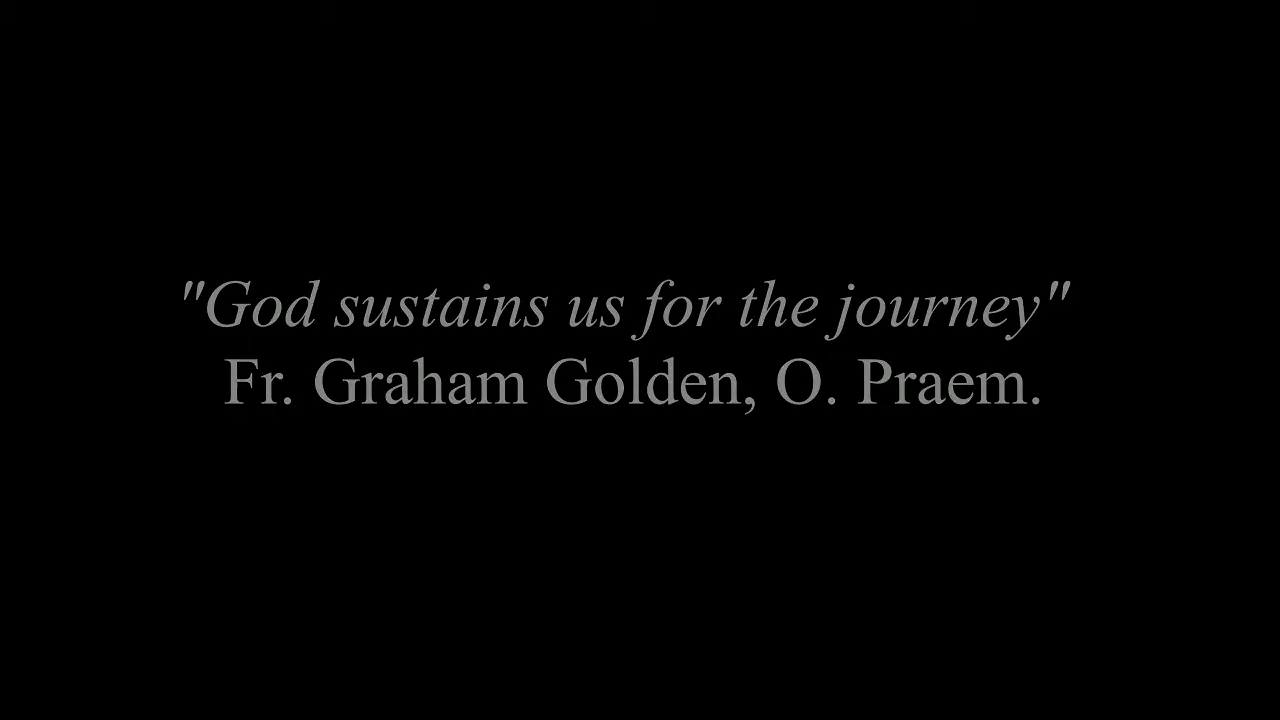 "God sustains us for the journey"
Fr. Graham Golden, O. Praem.